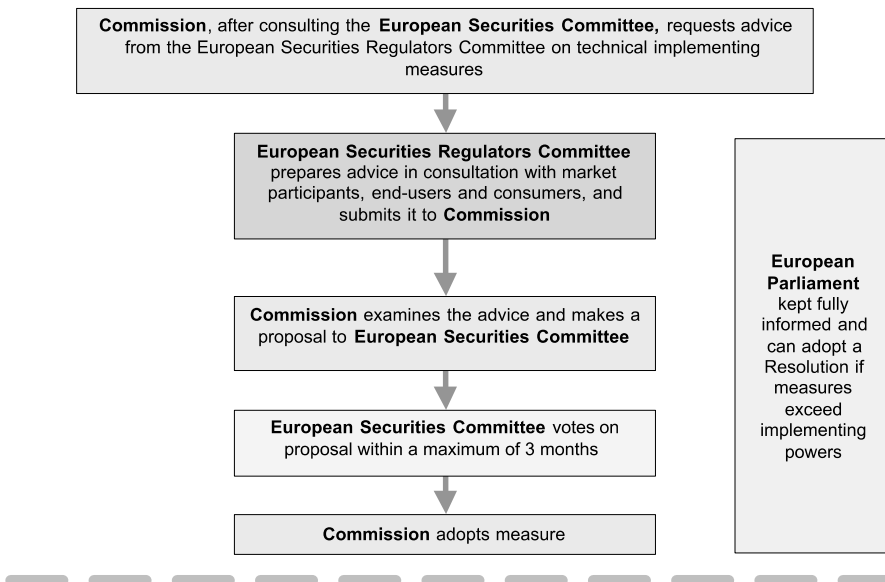 Commission, after consulting the European Securities Committee, requests advice
from the European Securities Regulators Committee on technical implementing
measures
European Securities Regulators Committee
prepares advice in consultation with market
participants, end-users and consumers, and
submits it to Commission
Commission examines the advice and makes a
proposal to European Securities Committee
European Securities Committee votes on
proposal within a maximum of 3 months
Commission adopts measure
European
Parliament
kept fully
informed and
can adopt a
Resolution if
measures
exceed
implementing
powers